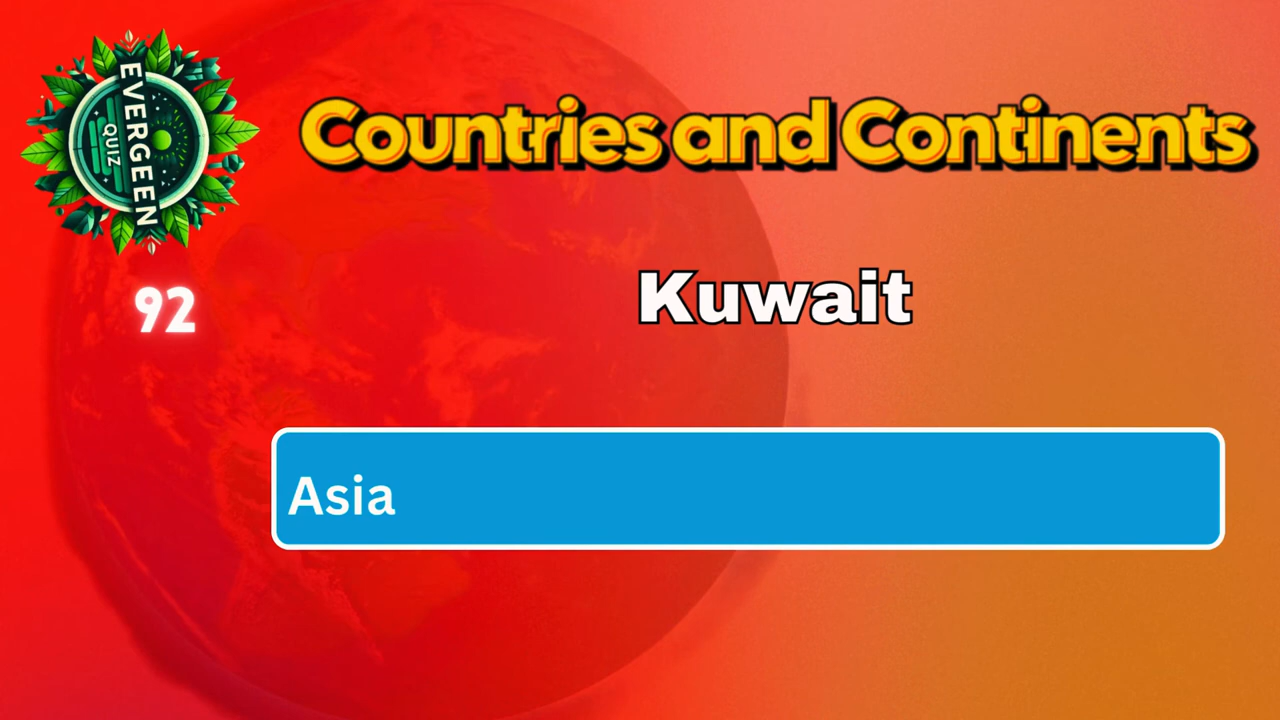 EVERGEEN
QUIZ
Countries and Continents
92
Kuwait
Asia